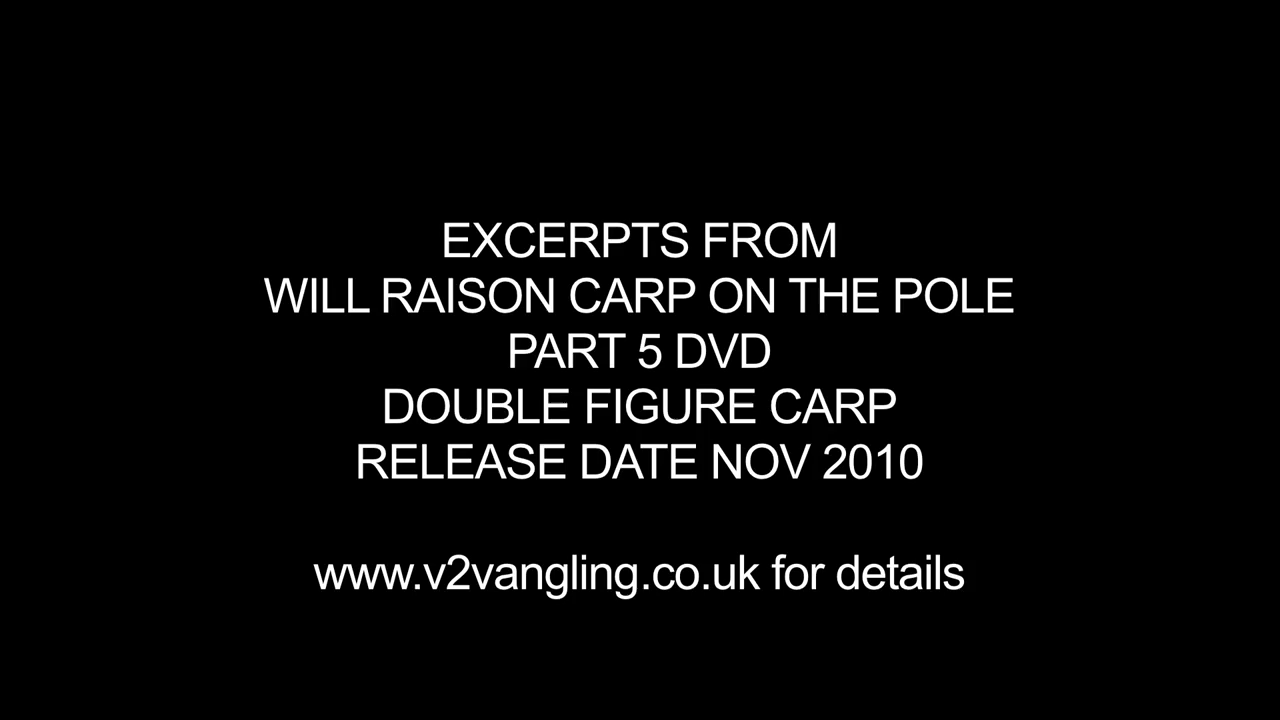 EXCERPTS FROM
WILL RAISON CARP ON THE POLE
PART 5 DVD
DOUBLE FIGURE CARP
RELEASE DATE NOV 2010
www.v2vangling.co.uk for details